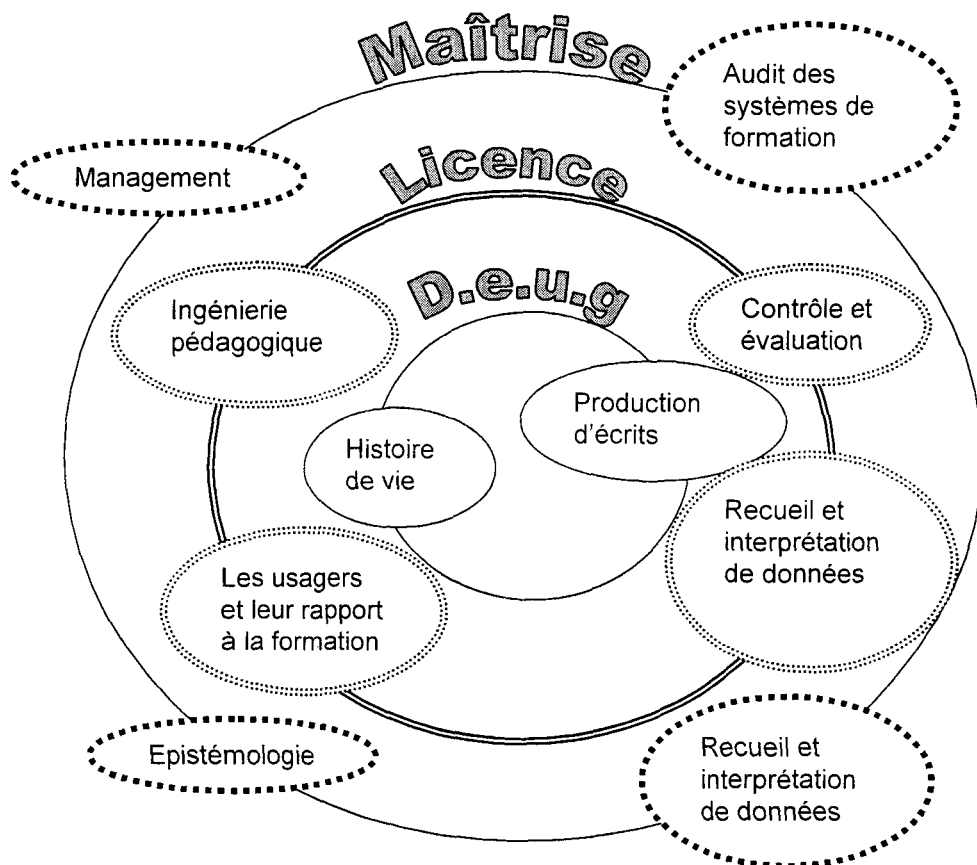 Maîtrise
Audit des
systèmes de
formation
Management
Licence
D.e.u.g
Ingénierie
pédagogique
Contrôle et
évaluation
Production
d'écrits
Histoire
de vie
Recueil et
interprétation
de données
Les usagers
et leur rapport
à la formation
Epistémologie
Recueil et
interprétation
de données